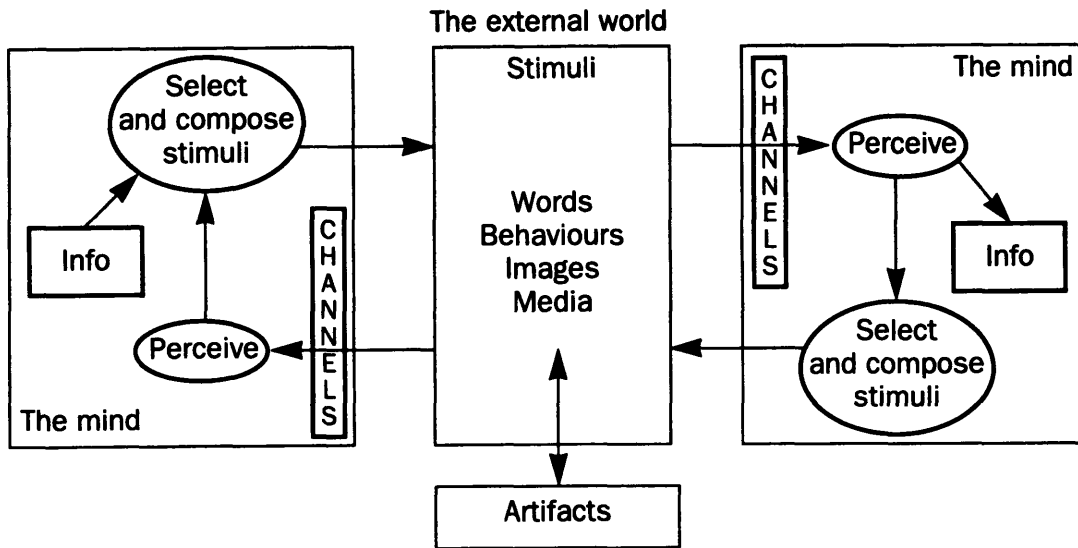 The external world
Select
and compose
stimuli
Info
Perceive
CHANNELS
The mind
Stimuli
Words
Behaviours
Images
Media
Artifacts
CHANNELS
The mind
Perceive
Info
Select
and compose
stimuli